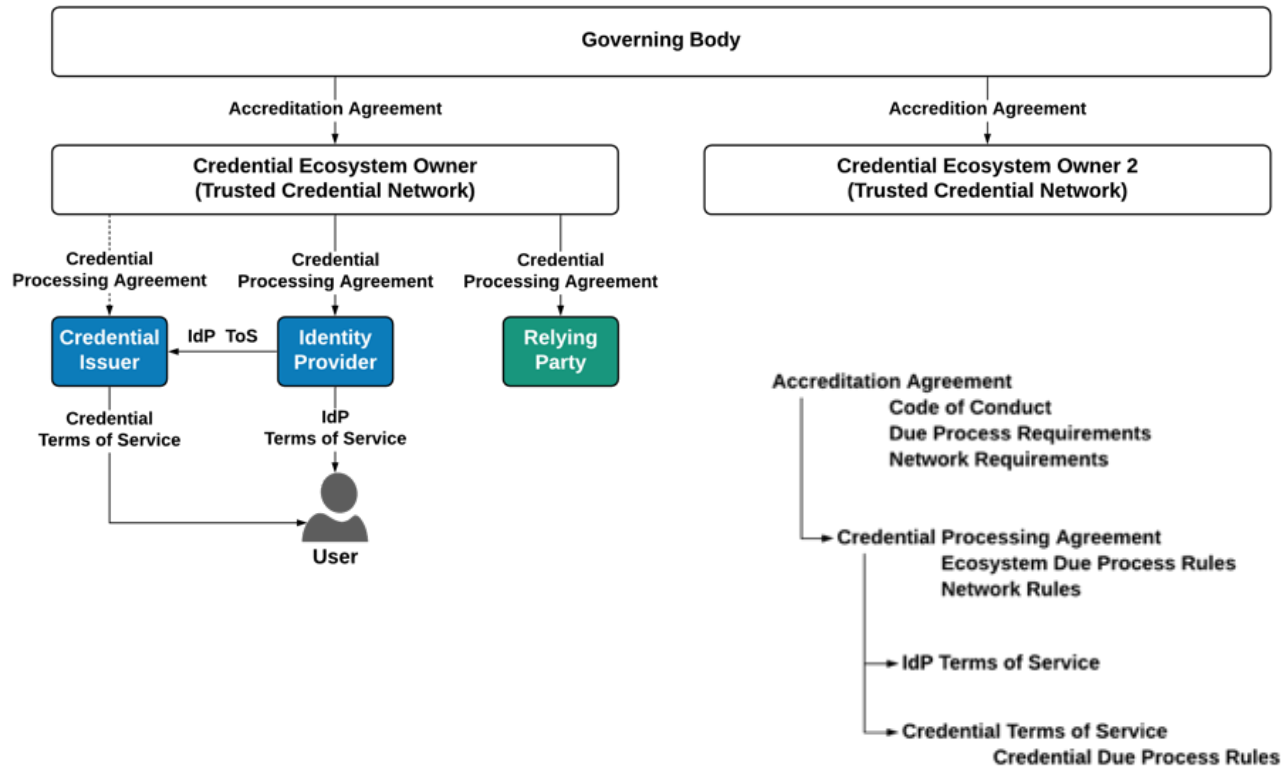 Governing Body
Accreditation Agreement
Accredition Agreement
Credential Ecosystem Owner
(Trusted Credential Network)
Credential Ecosystem Owner 2
(Trusted Credential Network)
Credential
Processing Agreement
Credential
Processing Agreement
Credential
Processing Agreement
Credential
Issuer
IdP ToS
Identity
Provider
Relying
Party
Credential
Terms of Service
IdP
Terms of Service
User
Accreditation Agreement
Code of Conduct
Due Process Requirements
Network Requirements
Credential Processing Agreement
Ecosystem Due Process Rules
Network Rules
IdP Terms of Service
Credential Terms of Service
Credential Due Process Rules